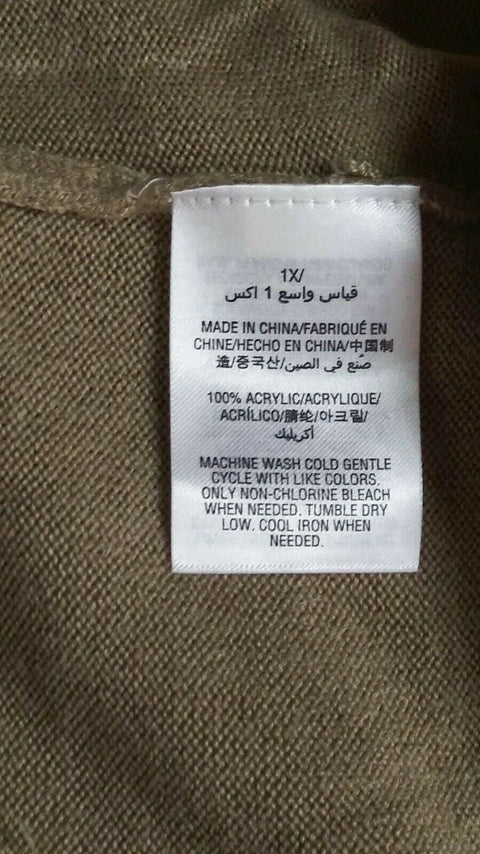 1X/
قياس واسع 1 اكس
MADE IN CHINA/FABRIQUÉ EN
CHINE/HECHO EN CHINA/中国制
造/중국산/صنع في الصين
100% ACRYLIC/ACRYLIQUE/
ACRÍLICO/腈纶/아크릴/
أكريليك
MACHINE WASH COLD GENTLE
CYCLE WITH LIKE COLORS.
ONLY NON-CHLORINE BLEACH
WHEN NEEDED. TUMBLE DRY
LOW. COOL IRON WHEN
NEEDED.